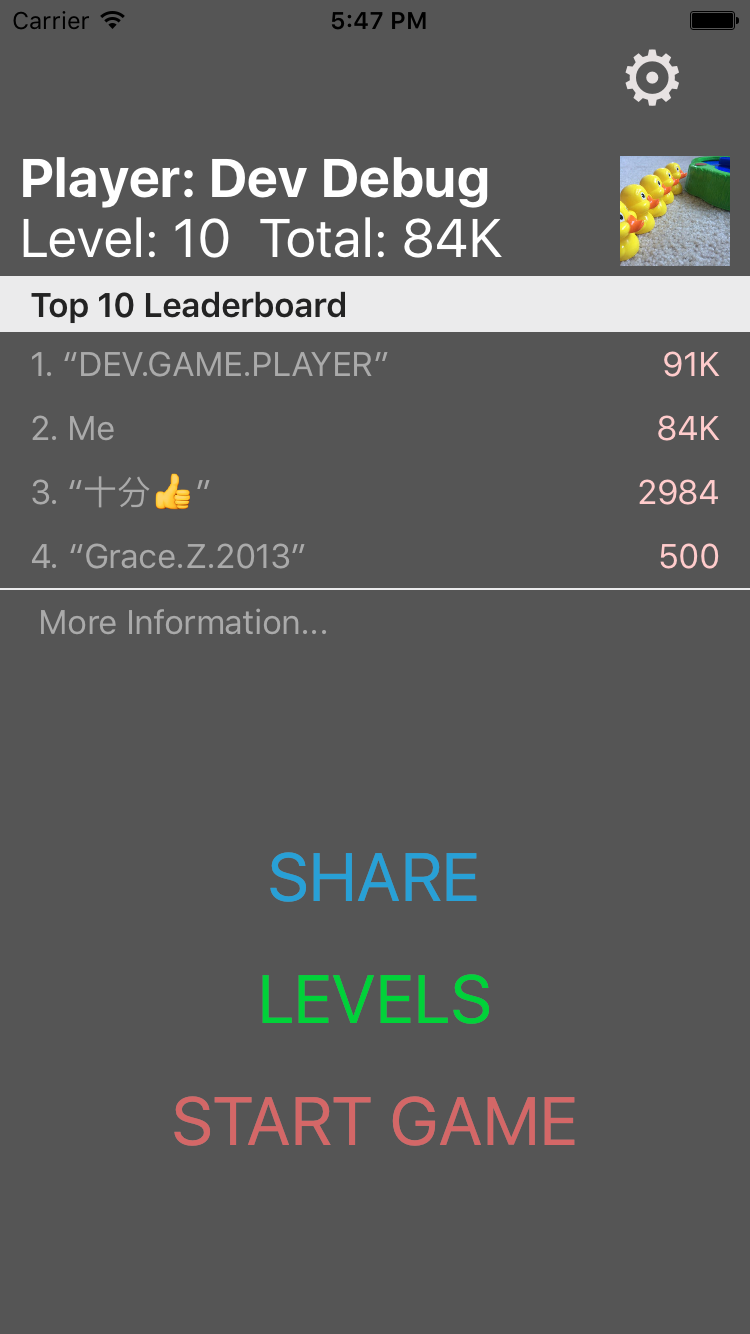 Carrier 5:47 PM
Player: Dev Debug
Level: 10 Total: 84K
Top 10 Leaderboard
1. “DEV.GAME.PLAYER” 91K
2. Me 84K
3. “十分👍” 2984
4. “Grace.Z.2013” 500
More Information...
SHARE
LEVELS
START GAME